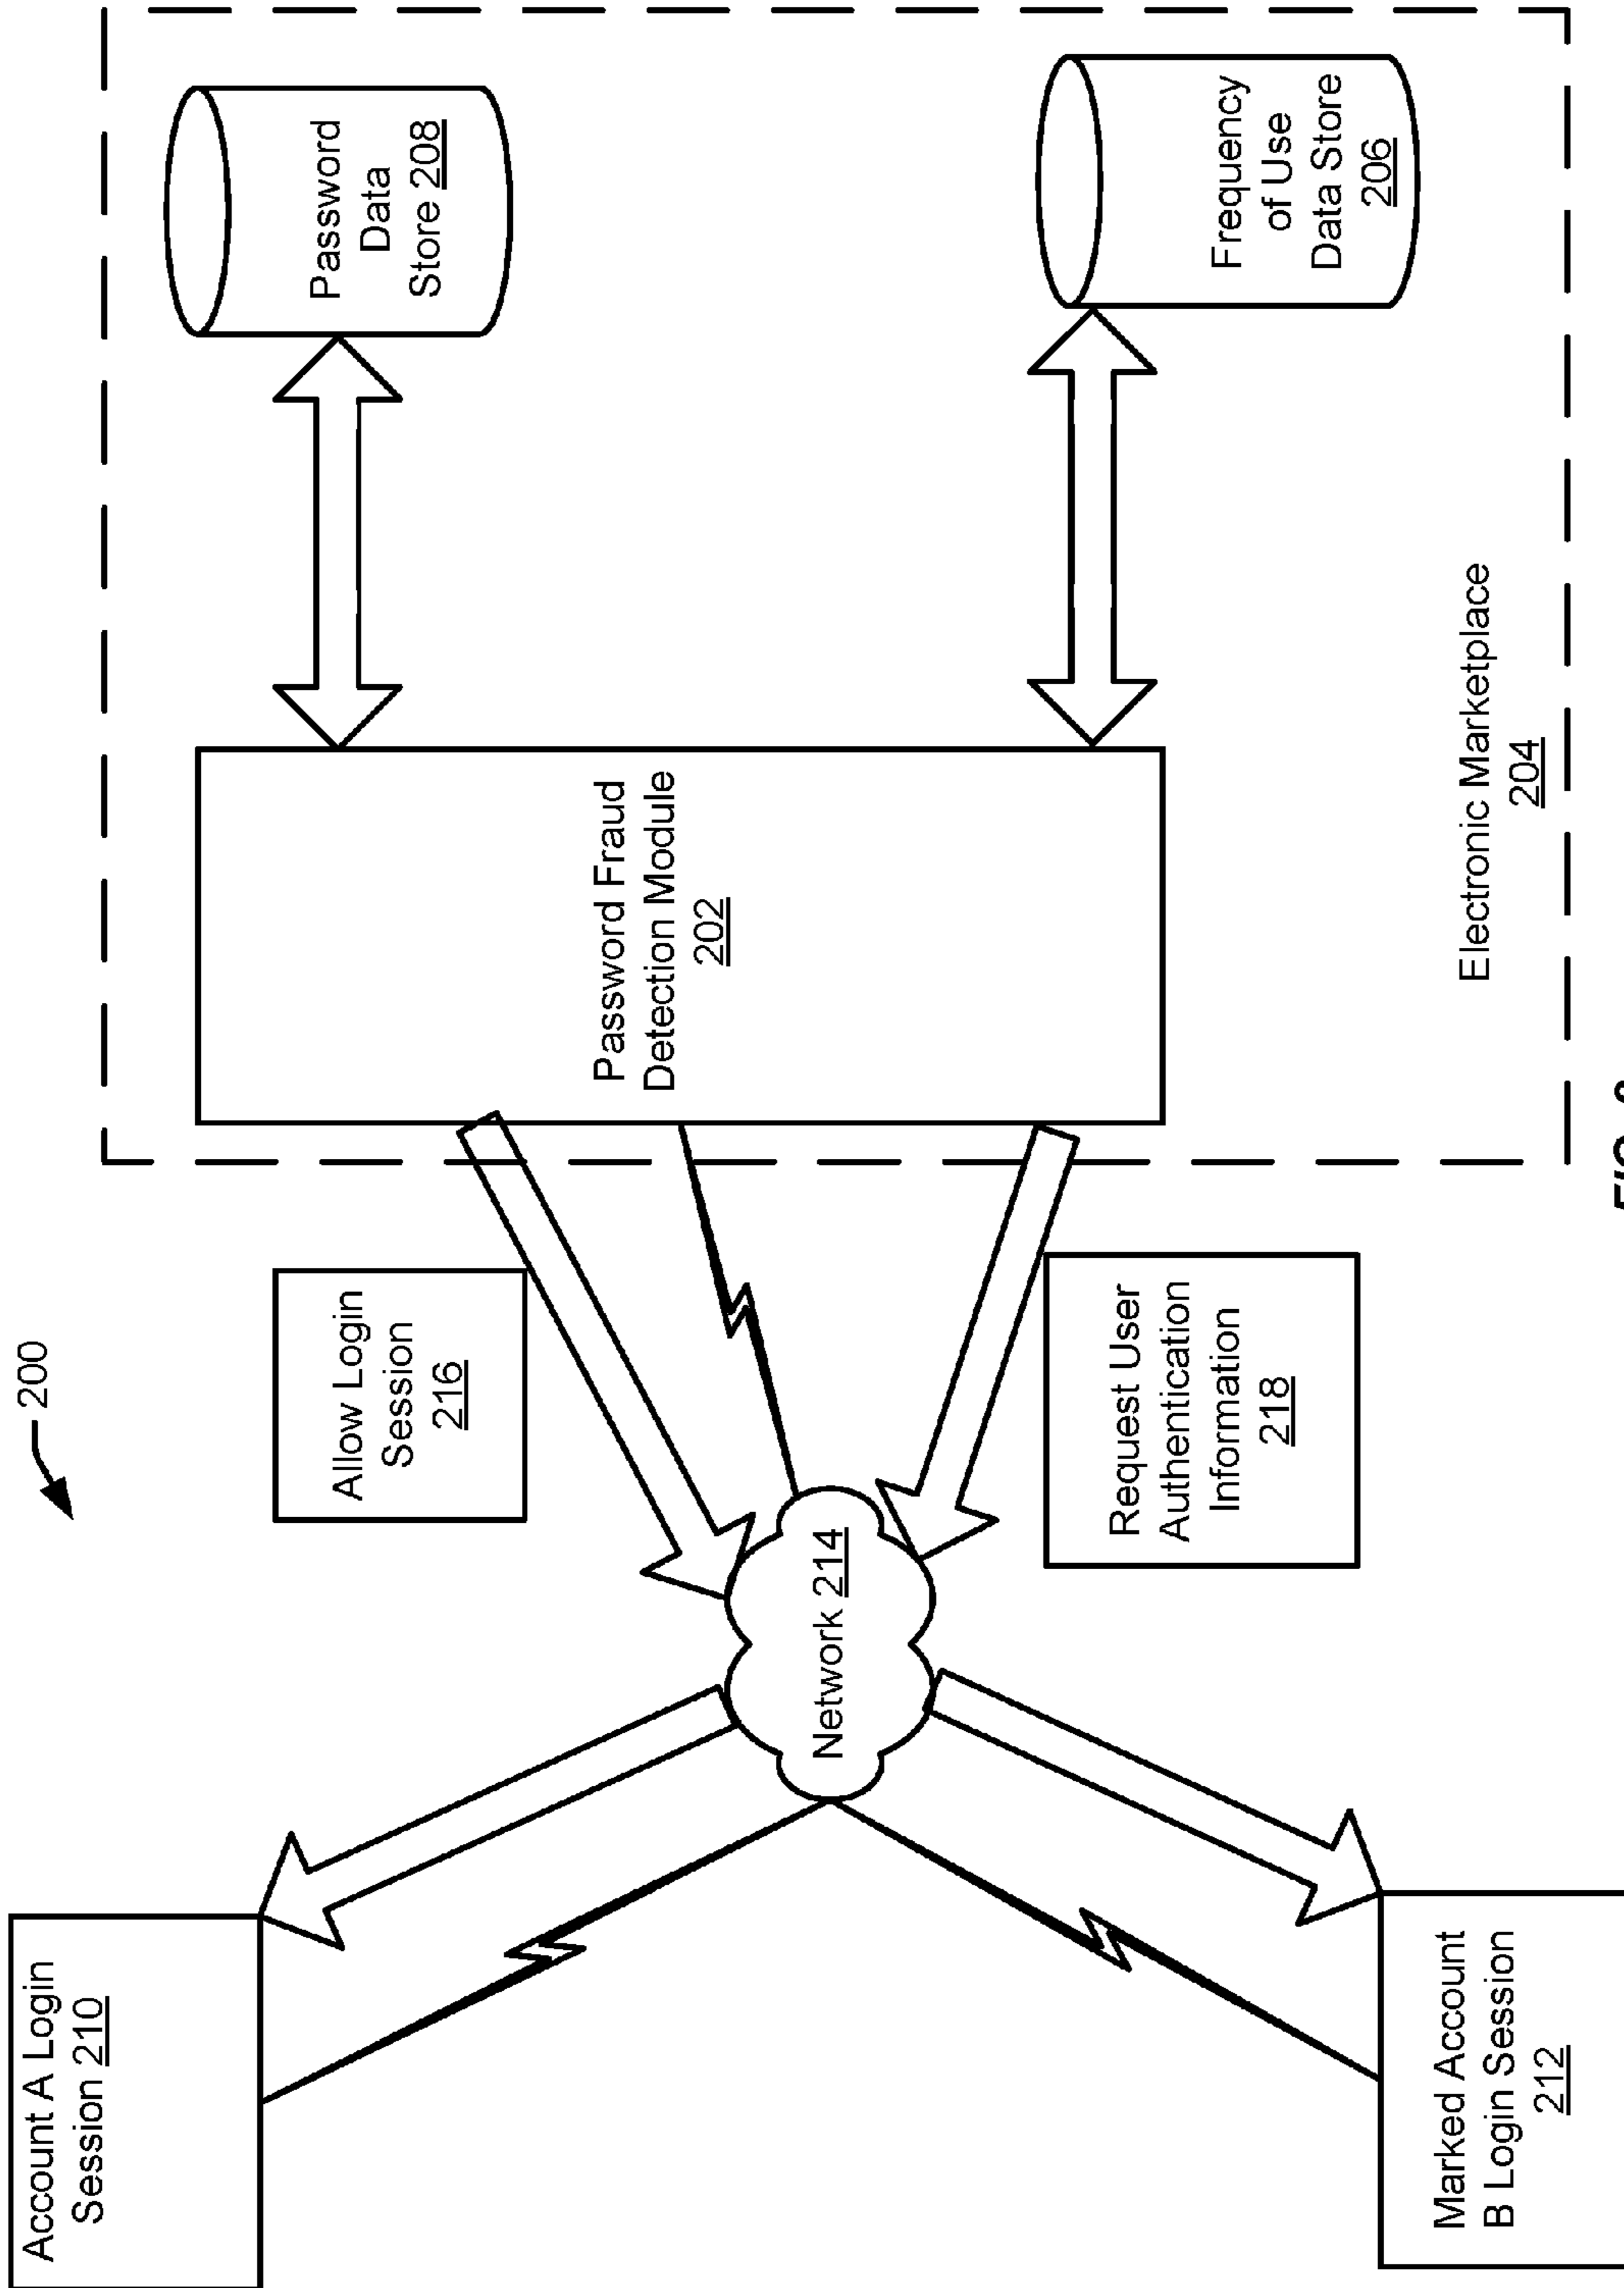 200
Account A Login
Session 210
Allow Login
Session
216
Password
Data
Store 208
Password Fraud
Detection Module
202
Network 214
Request User
Authentication
Information
218
Frequency
of Use
Data Store
206
Marked Account
B Login Session
212
Electronic Marketplace
204